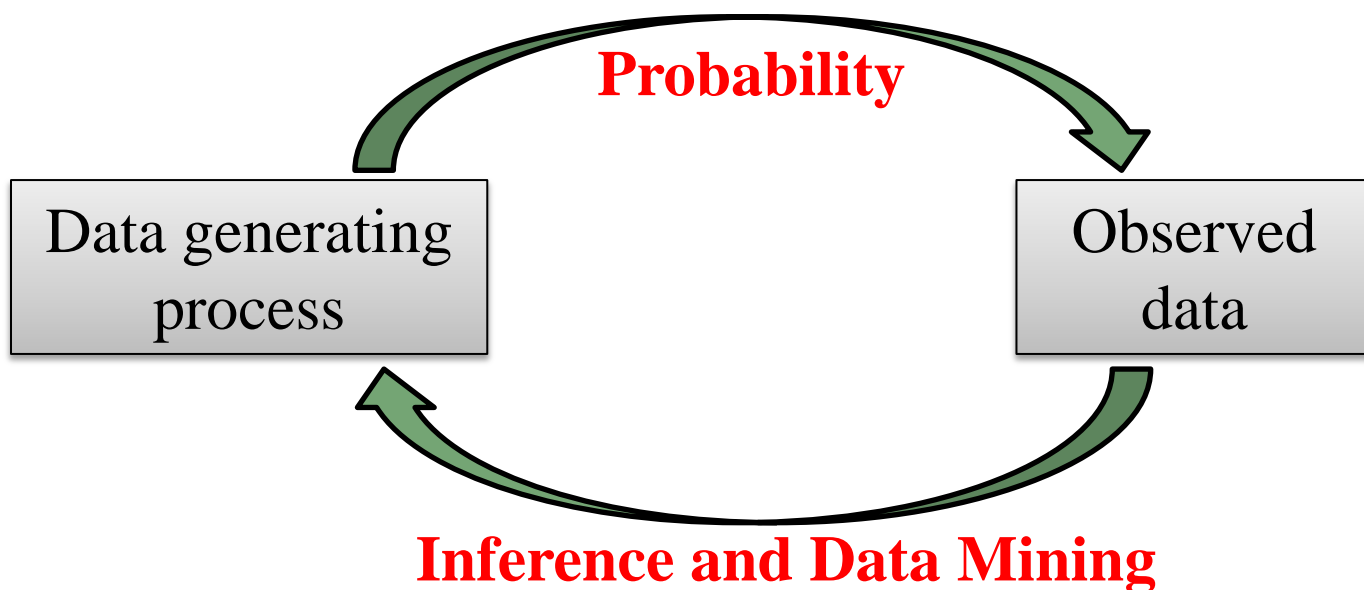 Probability
Data generating
process
Observed
data
Inference and Data Mining